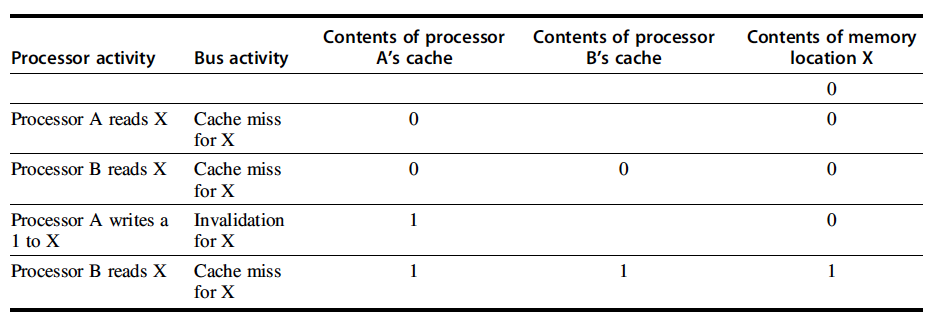 Processor activity Bus activity Contents of processor A's cache Contents of processor B's cache Contents of memory location X
0
Processor A reads X Cache miss for X 0 0
Processor B reads X Cache miss for X 0 0 0
Processor A writes a 1 to X Invalidation for X 1 0
Processor B reads X Cache miss for X 1 1 1